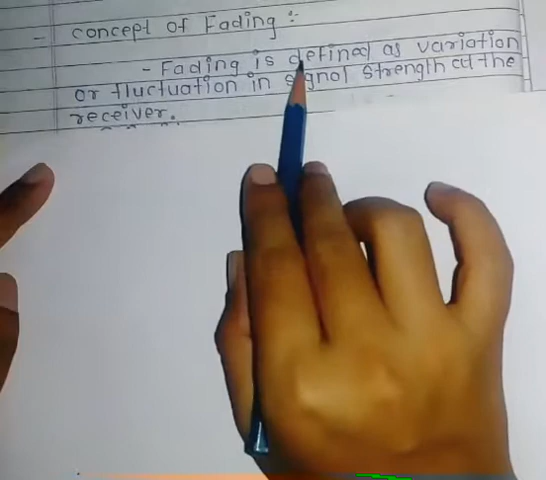 - concept of Fading :-
- Fading is defined as variation
or fluctuation in signal strength at the
receiver.